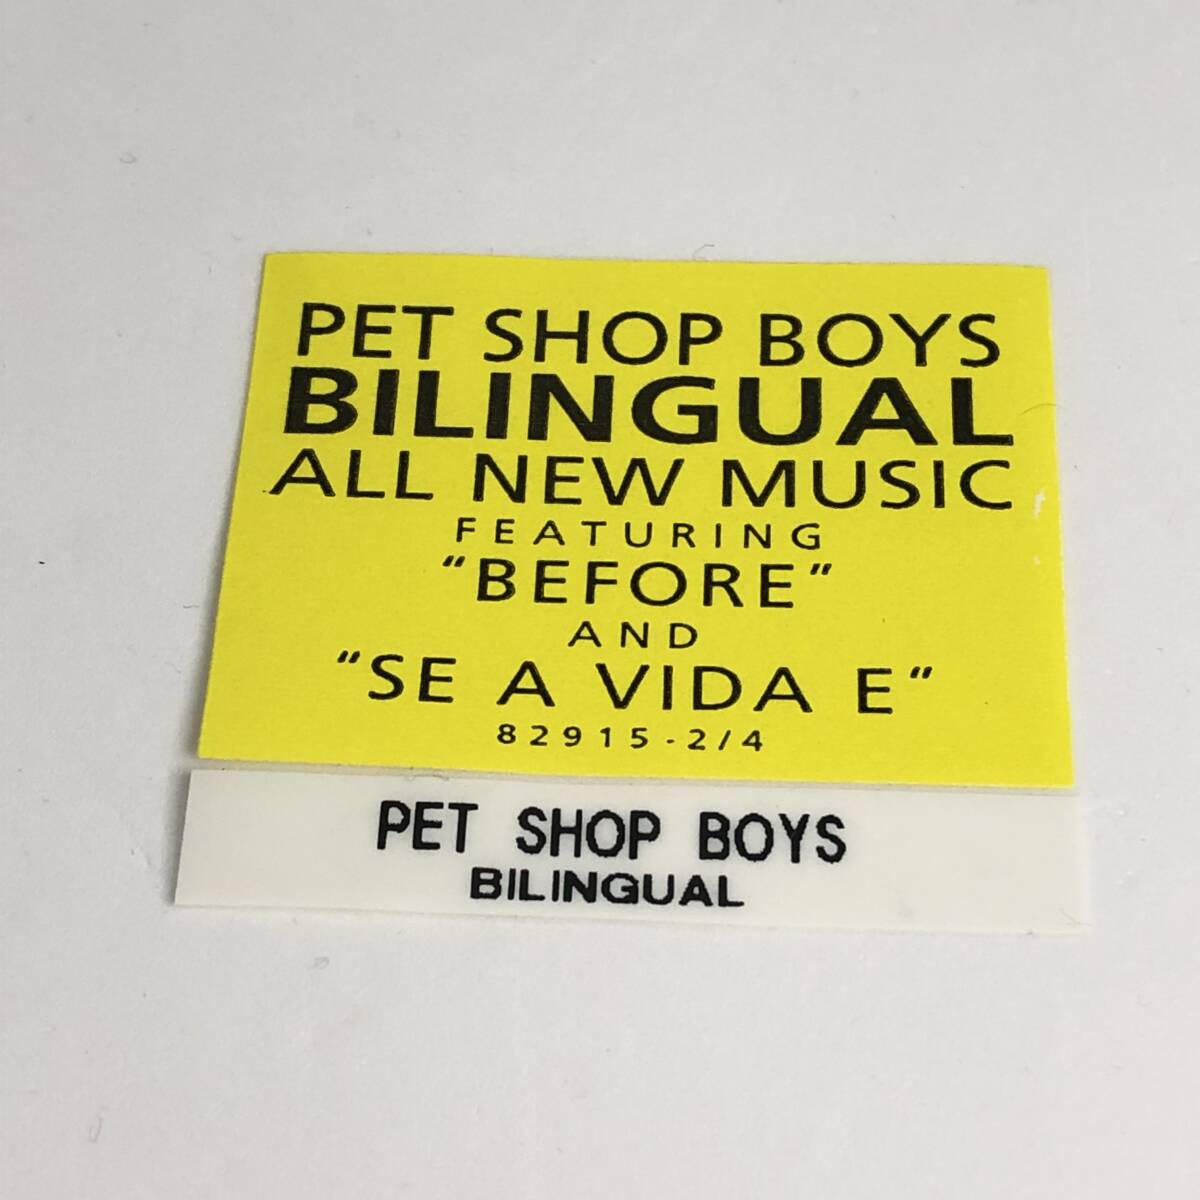 PET SHOP BOYS
BILINGUAL
ALL NEW MUSIC
FEATURING
"BEFORE"
AND
"SE A VIDA E"
82915-2/4
PET SHOP BOYS
BILINGUAL